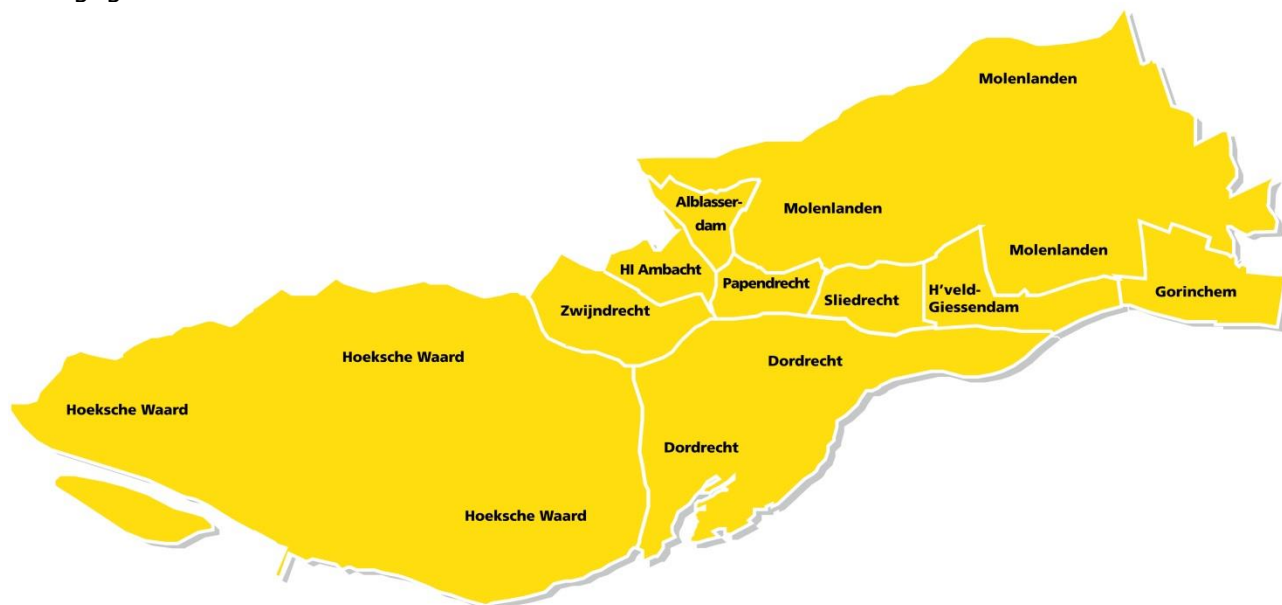 Molenlanden
Alblasser-
dam
Molenlanden
Molenlanden
HI Ambacht
Papendrecht
Sliedrecht
H'veld-
Giessendam
Gorinchem
Zwijndrecht
Hoeksche Waard
Dordrecht
Hoeksche Waard
Dordrecht
Hoeksche Waard